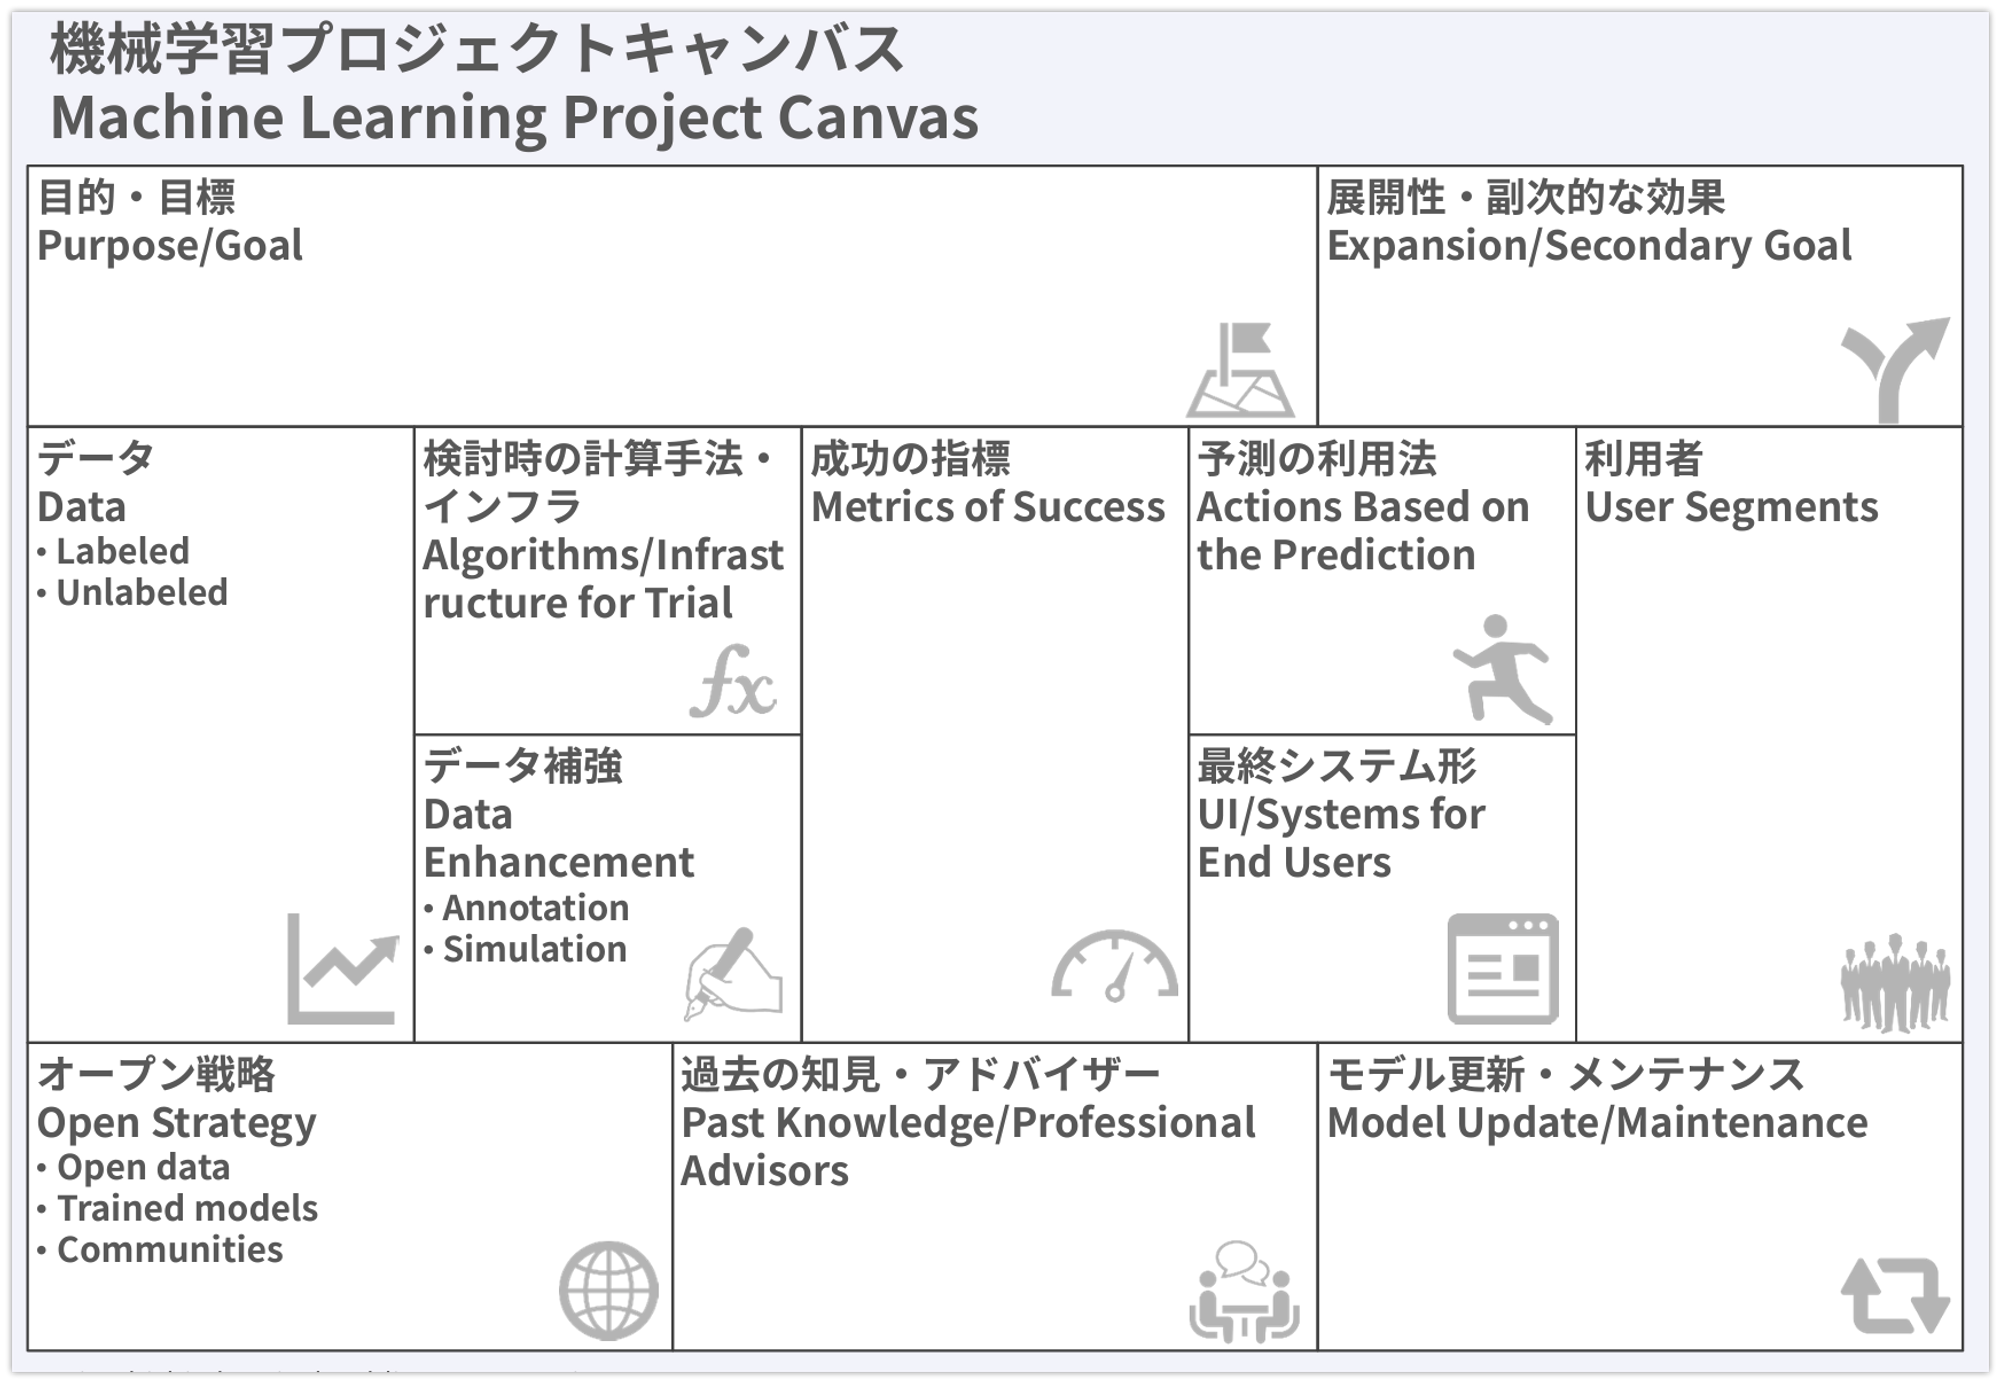 機械学習プロジェクトキャンバス
Machine Learning Project Canvas
目的・目標
Purpose/Goal
展開性・副次的な効果
Expansion/Secondary Goal
データ
Data
• Labeled
• Unlabeled
検討時の計算手法・
インフラ
Algorithms/Infrast
ructure for Trial
fx
データ補強
Data
Enhancement
• Annotation
• Simulation
成功の指標
Metrics of Success
予測の利用法
Actions Based on
the Prediction
最終システム形
UI/Systems for
End Users
利用者
User Segments
オープン戦略
Open Strategy
• Open data
• Trained models
• Communities
過去の知見・アドバイザー
Past Knowledge/Professional
Advisors
モデル更新・メンテナンス
Model Update/Maintenance